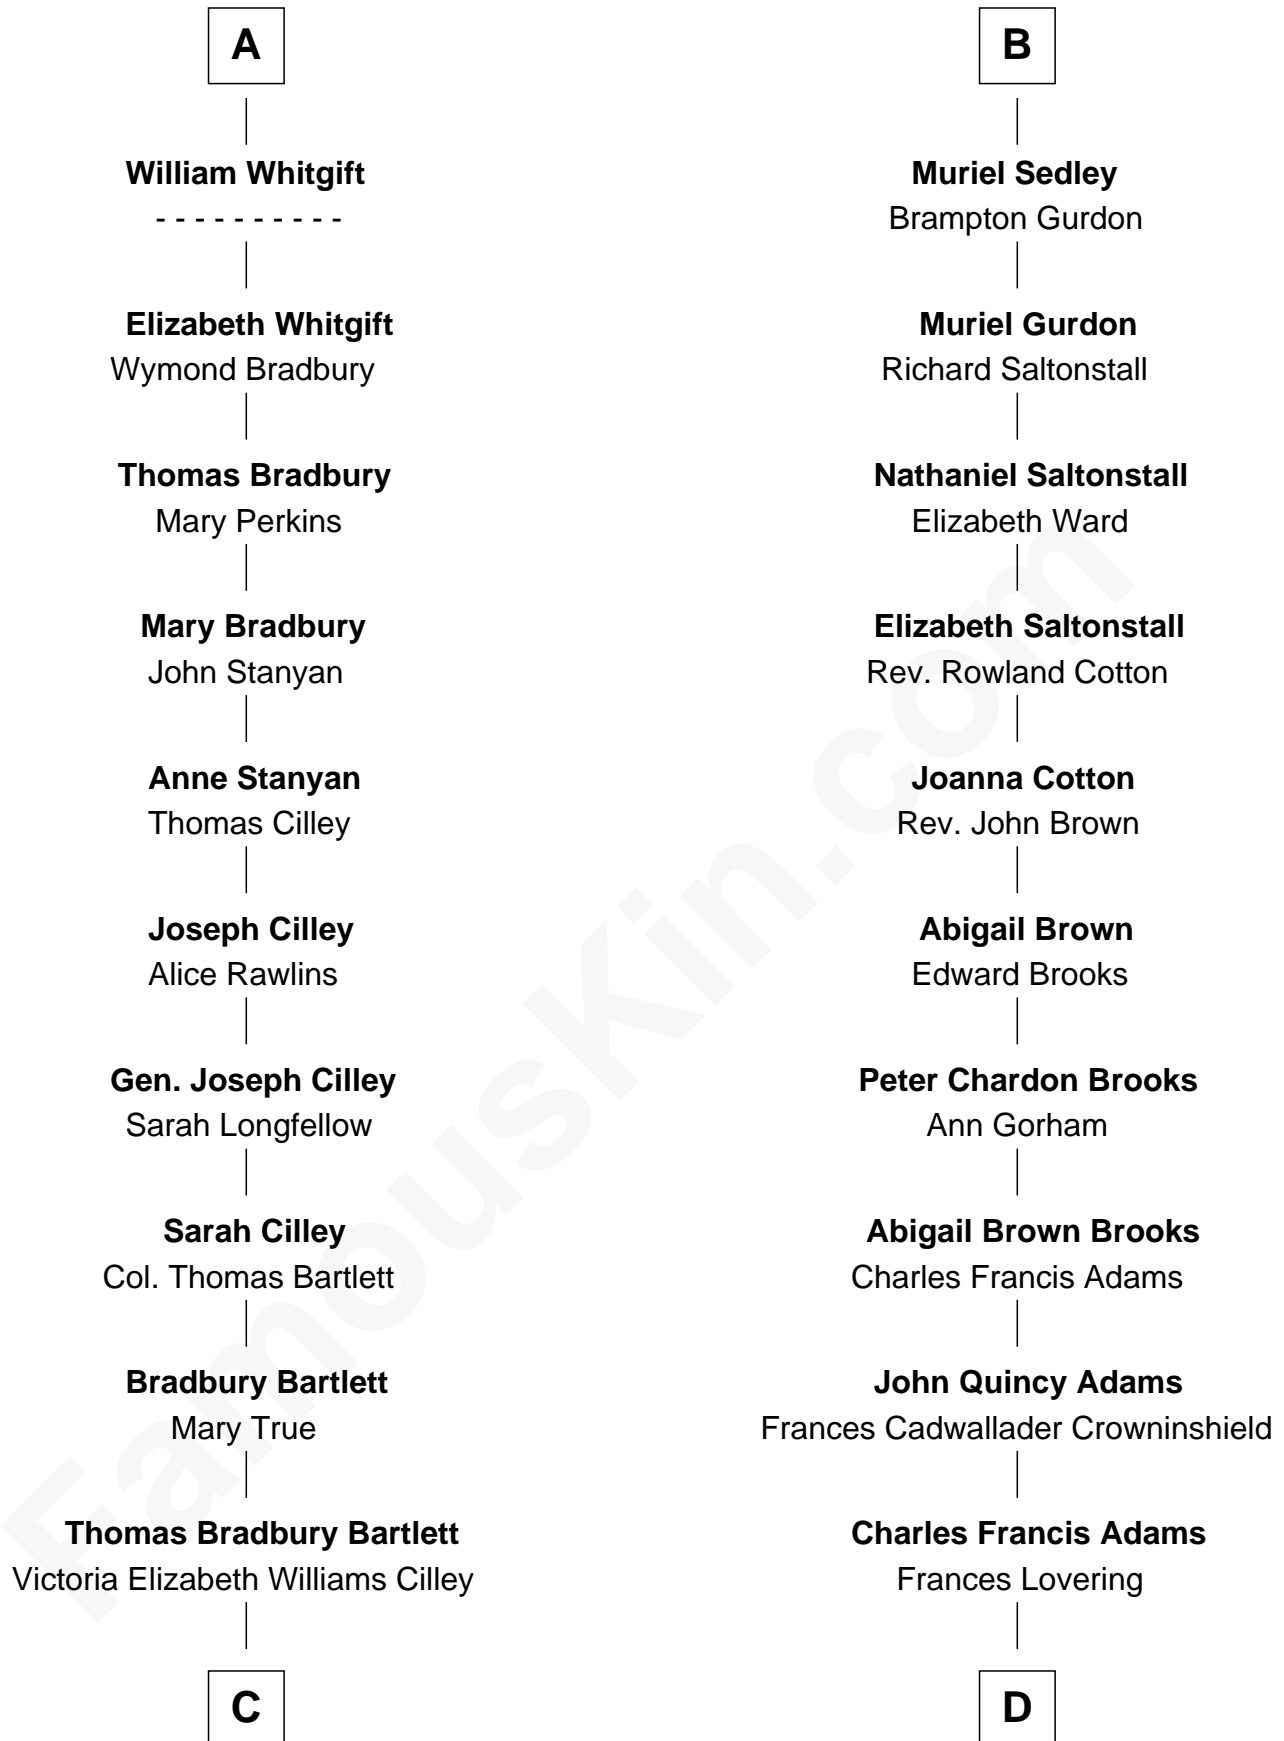 A
William Whitgift
- - - - - - - - - -
Elizabeth Whitgift
Wymond Bradbury
Thomas Bradbury
Mary Perkins
Mary Bradbury
John Stanyan
Anne Stanyan
Thomas Cilley
Joseph Cilley
Alice Rawlins
Gen. Joseph Cilley
Sarah Longfellow
Sarah Cilley
Col. Thomas Bartlett
Bradbury Bartlett
Mary True
Thomas Bradbury Bartlett
Victoria Elizabeth Williams Cilley
C
B
Muriel Sedley
Brampton Gurdon
Muriel Gurdon
Richard Saltonstall
Nathaniel Saltonstall
Elizabeth Ward
Elizabeth Saltonstall
Rev. Rowland Cotton
Joanna Cotton
Rev. John Brown
Abigail Brown
Edward Brooks
Peter Chardon Brooks
Ann Gorham
Abigail Brown Brooks
Charles Francis Adams
John Quincy Adams
Frances Cadwallader Crowninshield
Charles Francis Adams
Frances Lovering
D
FamousKin.com